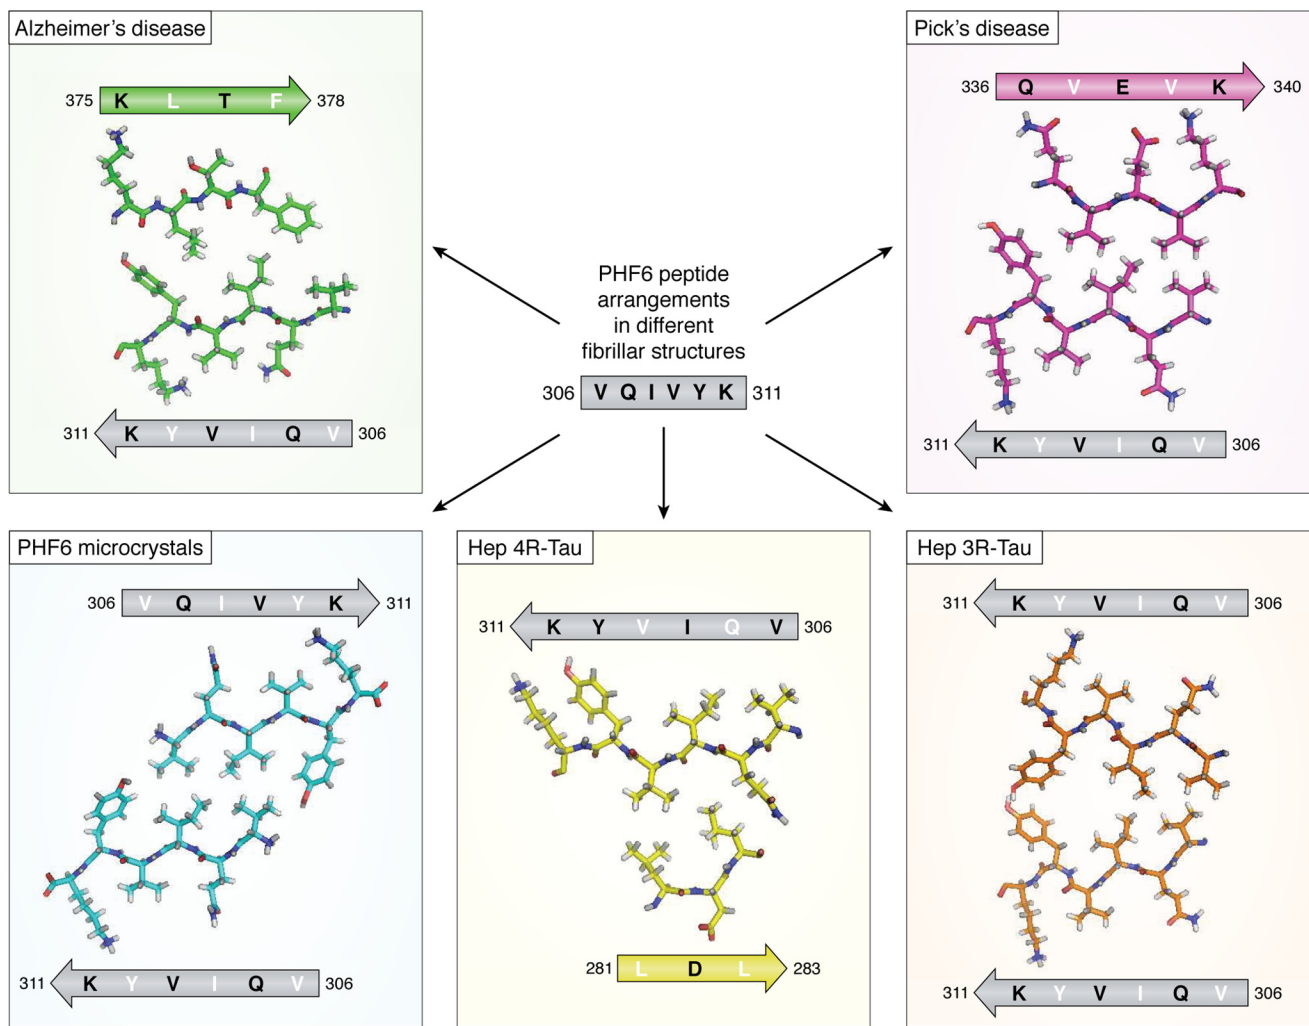 Alzheimer's disease
375 K L T F 378
311 K Y V I Q V 306
Pick's disease
336 Q V E V K 340
311 K Y V I Q V 306
PHF6 peptide
arrangements
in different
fibrillar structures
306 V Q I V Y K 311
PHF6 microcrystals
306 V Q I V Y K 311
311 K Y V I Q V 306
Hep 4R-Tau
311 K Y V I Q V 306
281 L D L 283
Hep 3R-Tau
311 K Y V I Q V 306
311 K Y V I Q V 306